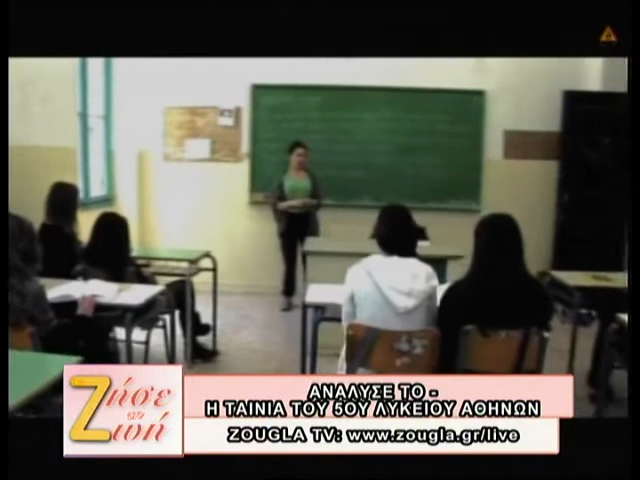 Ζήσε
τη
Ζωή
ΑΝΑΛΥΣΕ ΤΟ -
Η ΤΑΙΝΙΑ ΤΟΥ 5ΟΥ ΛΥΚΕΙΟΥ ΑΘΗΝΩΝ
ZOUGLA TV: www.zougla.gr/live